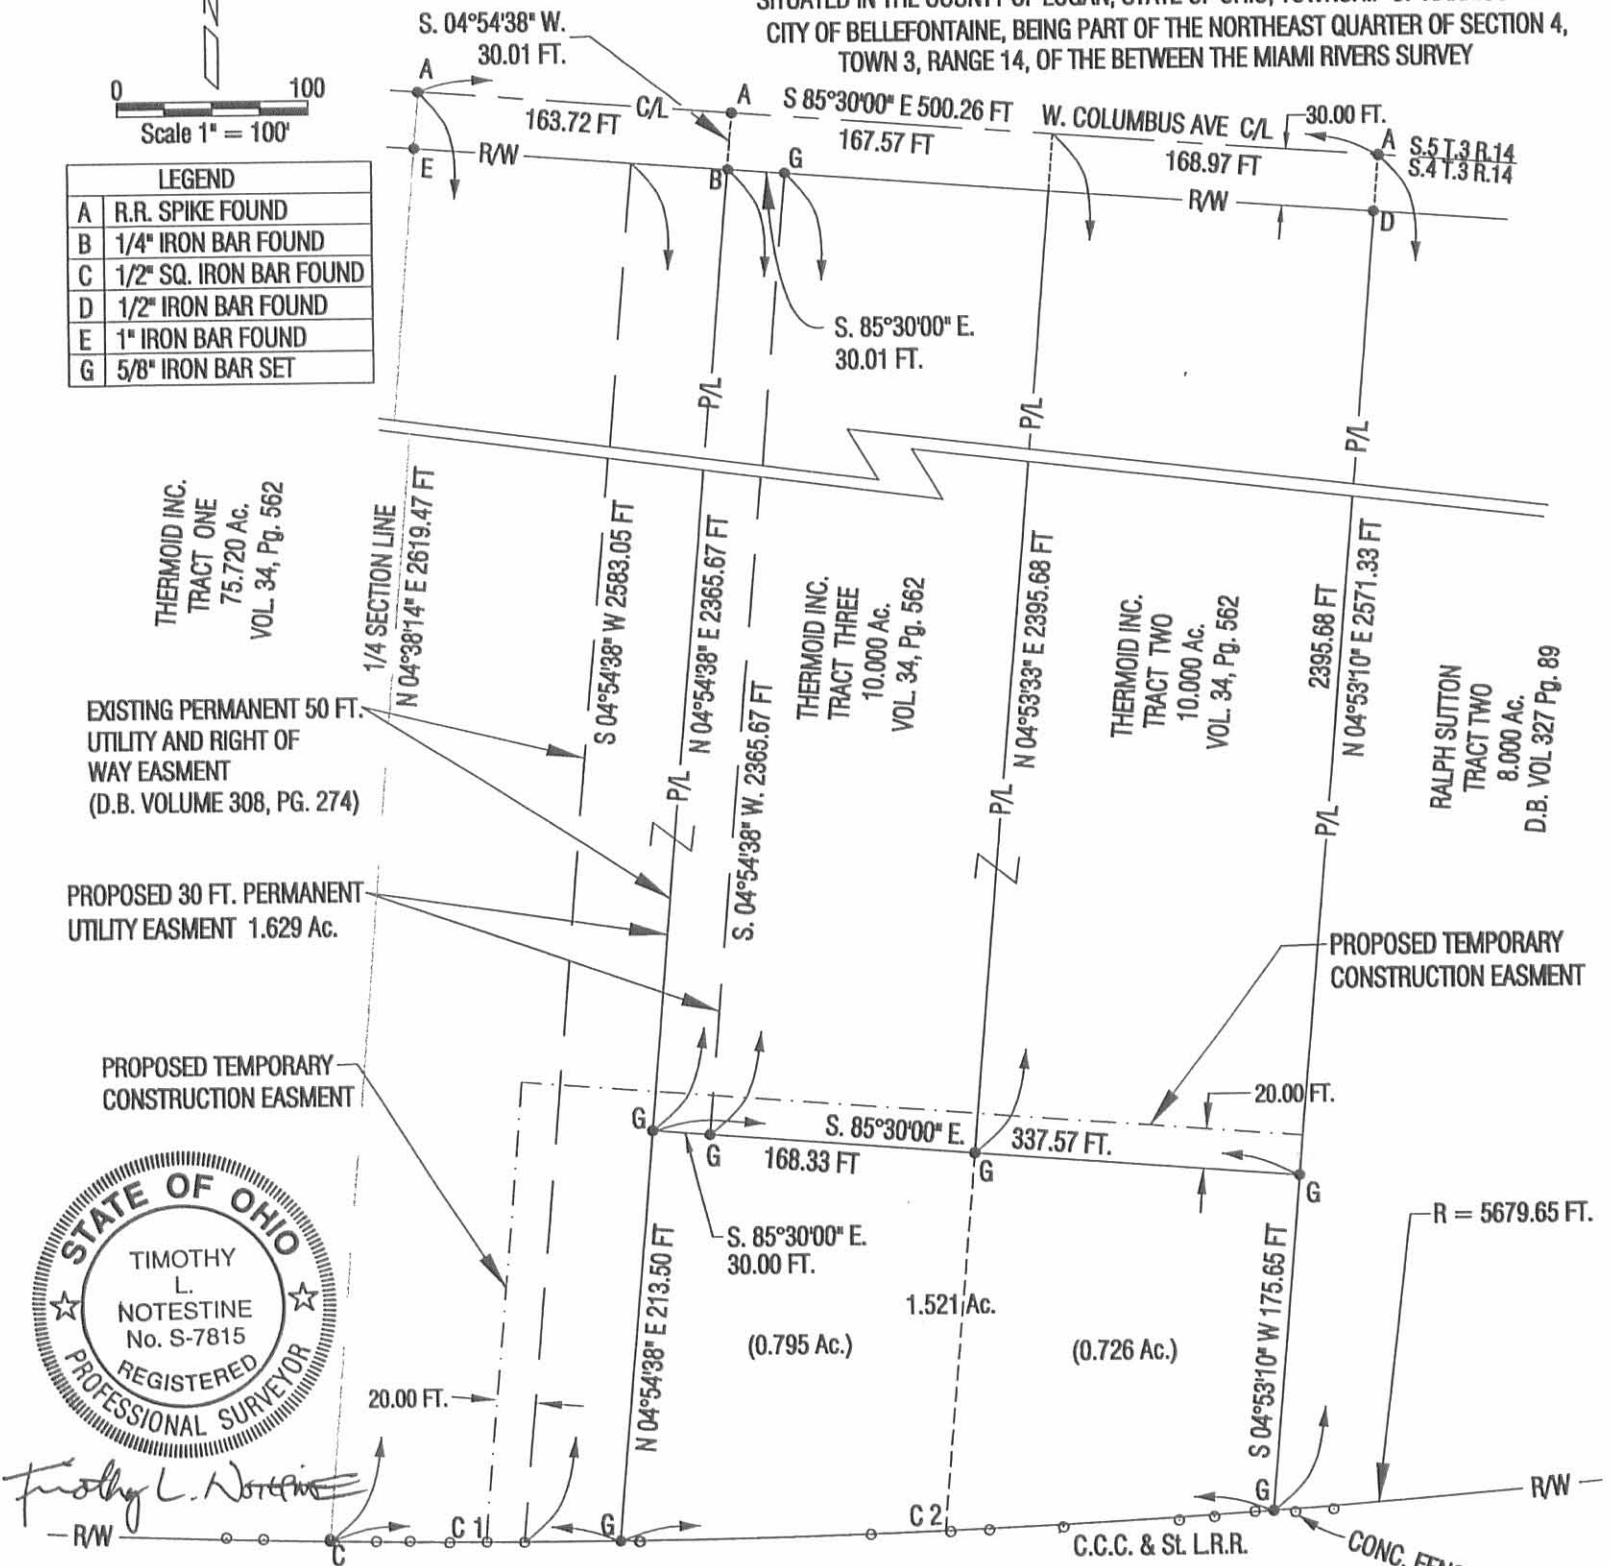 SITUATED IN THE COUNTY OF LOGAN, STATE OF OHIO, TOWNSHIP OF
CITY OF BELLEFONTAINE, BEING PART OF THE NORTHEAST QUARTER OF SECTION 4,
TOWN 3, RANGE 14, OF THE BETWEEN THE MIAMI RIVERS SURVEY
N
0 100
Scale 1" = 100'
LEGEND
A R.R. SPIKE FOUND
B 1/4" IRON BAR FOUND
C 1/2" SQ. IRON BAR FOUND
D 1/2" IRON BAR FOUND
E 1" IRON BAR FOUND
G 5/8" IRON BAR SET
S. 04°54'38" W.
30.01 FT.
A
163.72 FT
C/L
A
S 85°30'00" E 500.26 FT
167.57 FT
W. COLUMBUS AVE C/L
30.00 FT.
168.97 FT
A
S.5 T.3 R.14
S.4 T.3 R.14
E
R/W
B
G
R/W
D
S. 85°30'00" E.
30.01 FT.
P/L
P/L
P/L
THERMOID INC.
TRACT ONE
75.720 Ac.
VOL. 34, Pg. 562
1/4 SECTION LINE
N 04°38'14" E 2619.47 FT
S 04°54'38" W 2583.05 FT
N 04°54'38" E 2365.67 FT
S. 04°54'38" W. 2365.67 FT
THERMOID INC.
TRACT THREE
10.000 Ac.
VOL 34, Pg. 562
N 04°53'33" E 2395.68 FT
THERMOID INC.
TRACT TWO
10.000 Ac.
VOL. 34, Pg. 562
2395.68 FT
N 04°53'10" E 2571.33 FT
RALPH SUTTON
TRACT TWO
8.000 Ac.
D.B. VOL 327 Pg. 89
P/L
P/L
P/L
EXISTING PERMANENT 50 FT.
UTILITY AND RIGHT OF
WAY EASMENT
(D.B. VOLUME 308, PG. 274)
PROPOSED 30 FT. PERMANENT
UTILITY EASMENT 1.629 Ac.
PROPOSED TEMPORARY
CONSTRUCTION EASMENT
PROPOSED TEMPORARY
CONSTRUCTION EASMENT
20.00 FT.
G
G
S. 85°30'00" E.
337.57 FT.
168.33 FT
G
G
S. 85°30'00" E.
30.00 FT.
R = 5679.65 FT.
N 04°54'38" E 213.50 FT
1.521 Ac.
(0.795 Ac.)
(0.726 Ac.)
S 04°53'10" W 175.65 FT
STATE OF OHIO
TIMOTHY
L.
NOTESTINE
No. S-7815
REGISTERED
PROFESSIONAL SURVEYOR
20.00 FT.
Timothy L. Notestine
R/W
C
C 1
G
C 2
G
R/W
C.C.C. & St. L.R.R.
CONC.